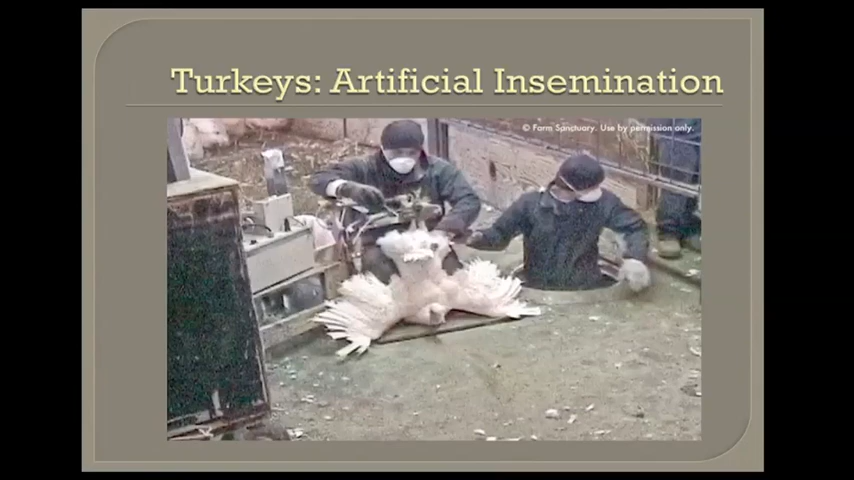 Turkeys: Artificial Insemination
© Farm Sanctuary. Use by permission only.